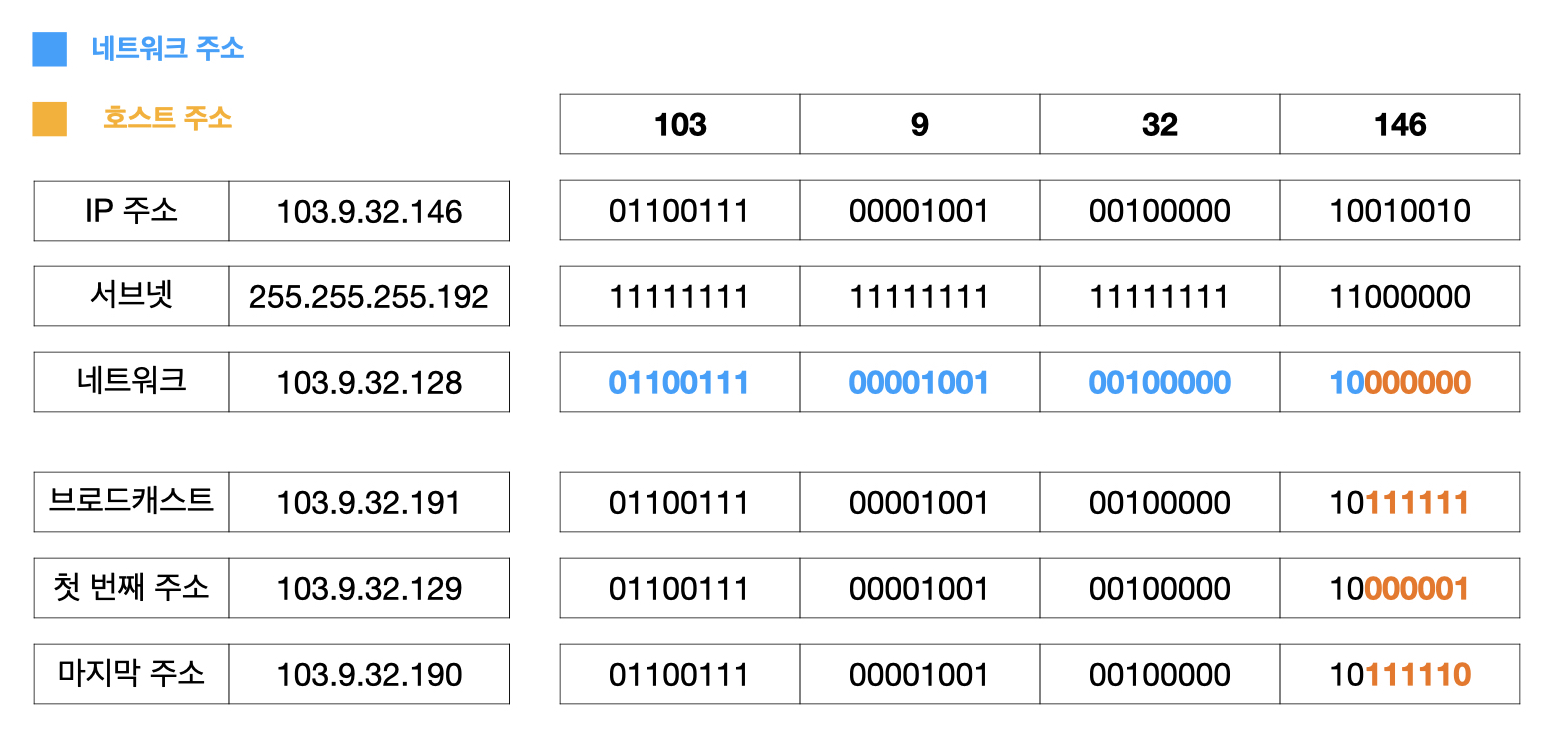 네트워크 주소
호스트 주소
103 9 32 146
IP 주소 103.9.32.146 01100111 00001001 00100000 10010010
서브넷 255.255.255.192 11111111 11111111 11111111 11000000
네트워크 103.9.32.128 01100111 00001001 00100000 10000000
브로드캐스트 103.9.32.191 01100111 00001001 00100000 10111111
첫 번째 주소 103.9.32.129 01100111 00001001 00100000 10000001
마지막 주소 103.9.32.190 01100111 00001001 00100000 10111110